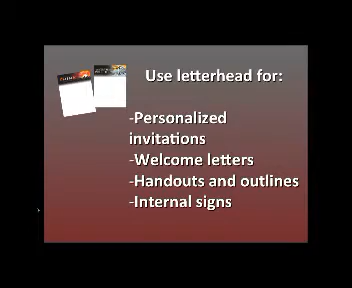 Use letterhead for:
-Personalized
invitations
-Welcome letters
-Handouts and outlines
-Internal signs